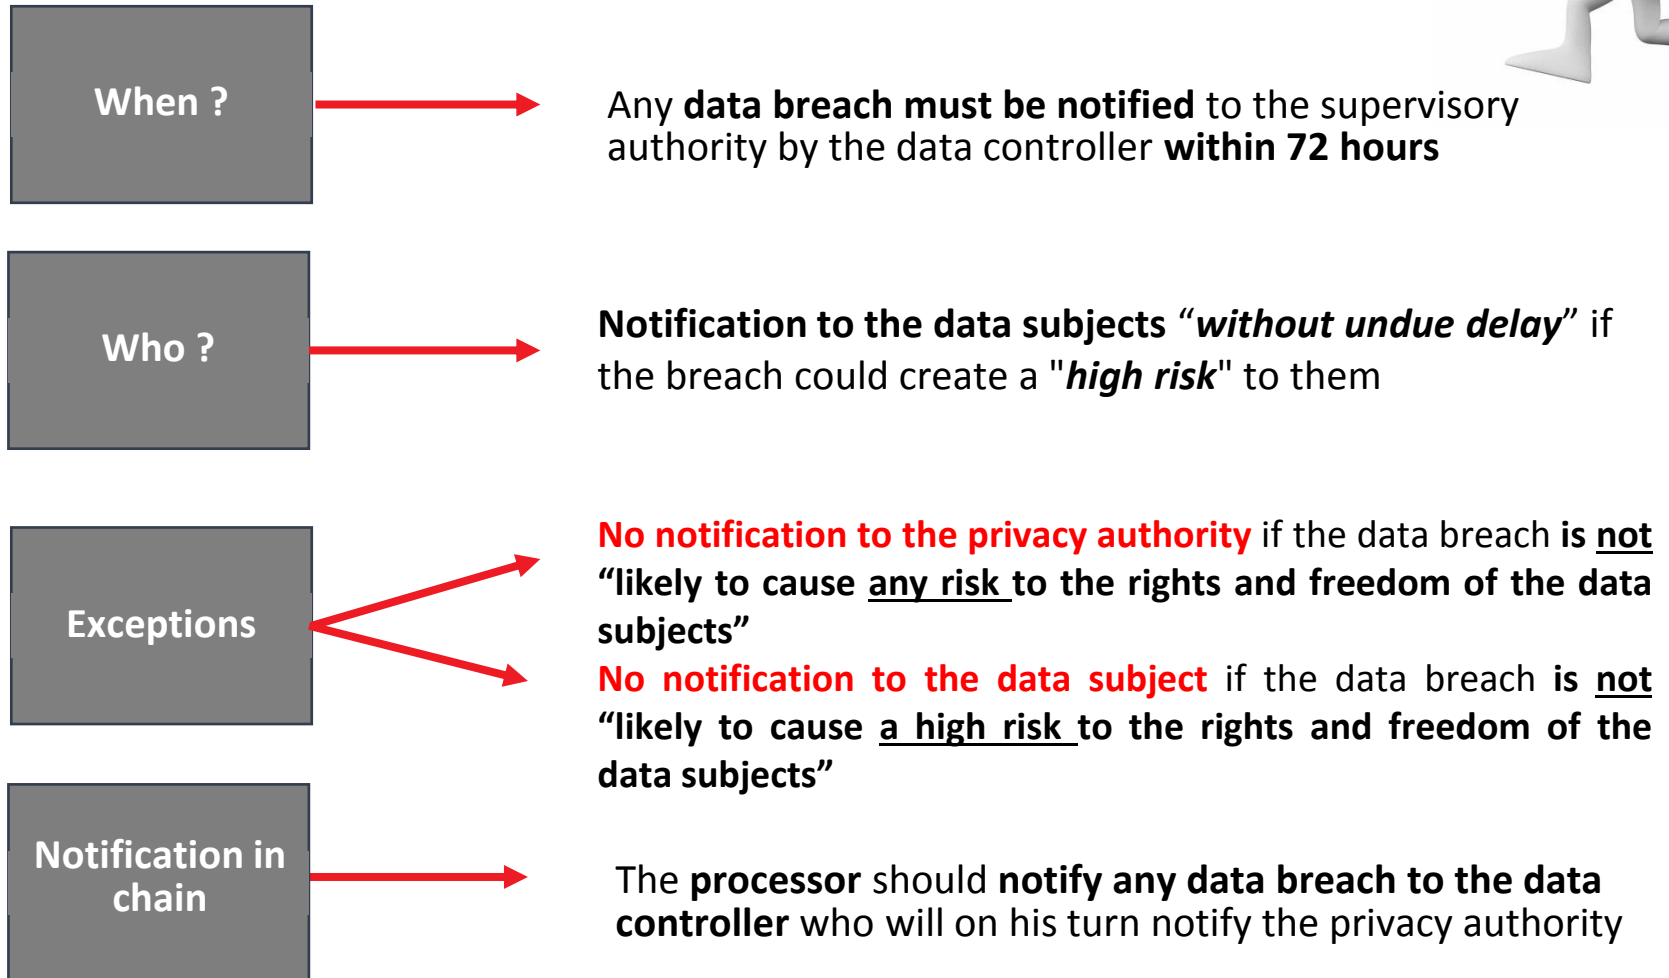 When ?
Any data breach must be notified to the supervisory
authority by the data controller within 72 hours
Who ?
Notification to the data subjects “without undue delay” if
the breach could create a "high risk" to them
Exceptions
No notification to the privacy authority if the data breach is not
“likely to cause any risk to the rights and freedom of the data
subjects”
No notification to the data subject if the data breach is not
“likely to cause a high risk to the rights and freedom of the
data subjects”
Notification in
chain
The processor should notify any data breach to the data
controller who will on his turn notify the privacy authority